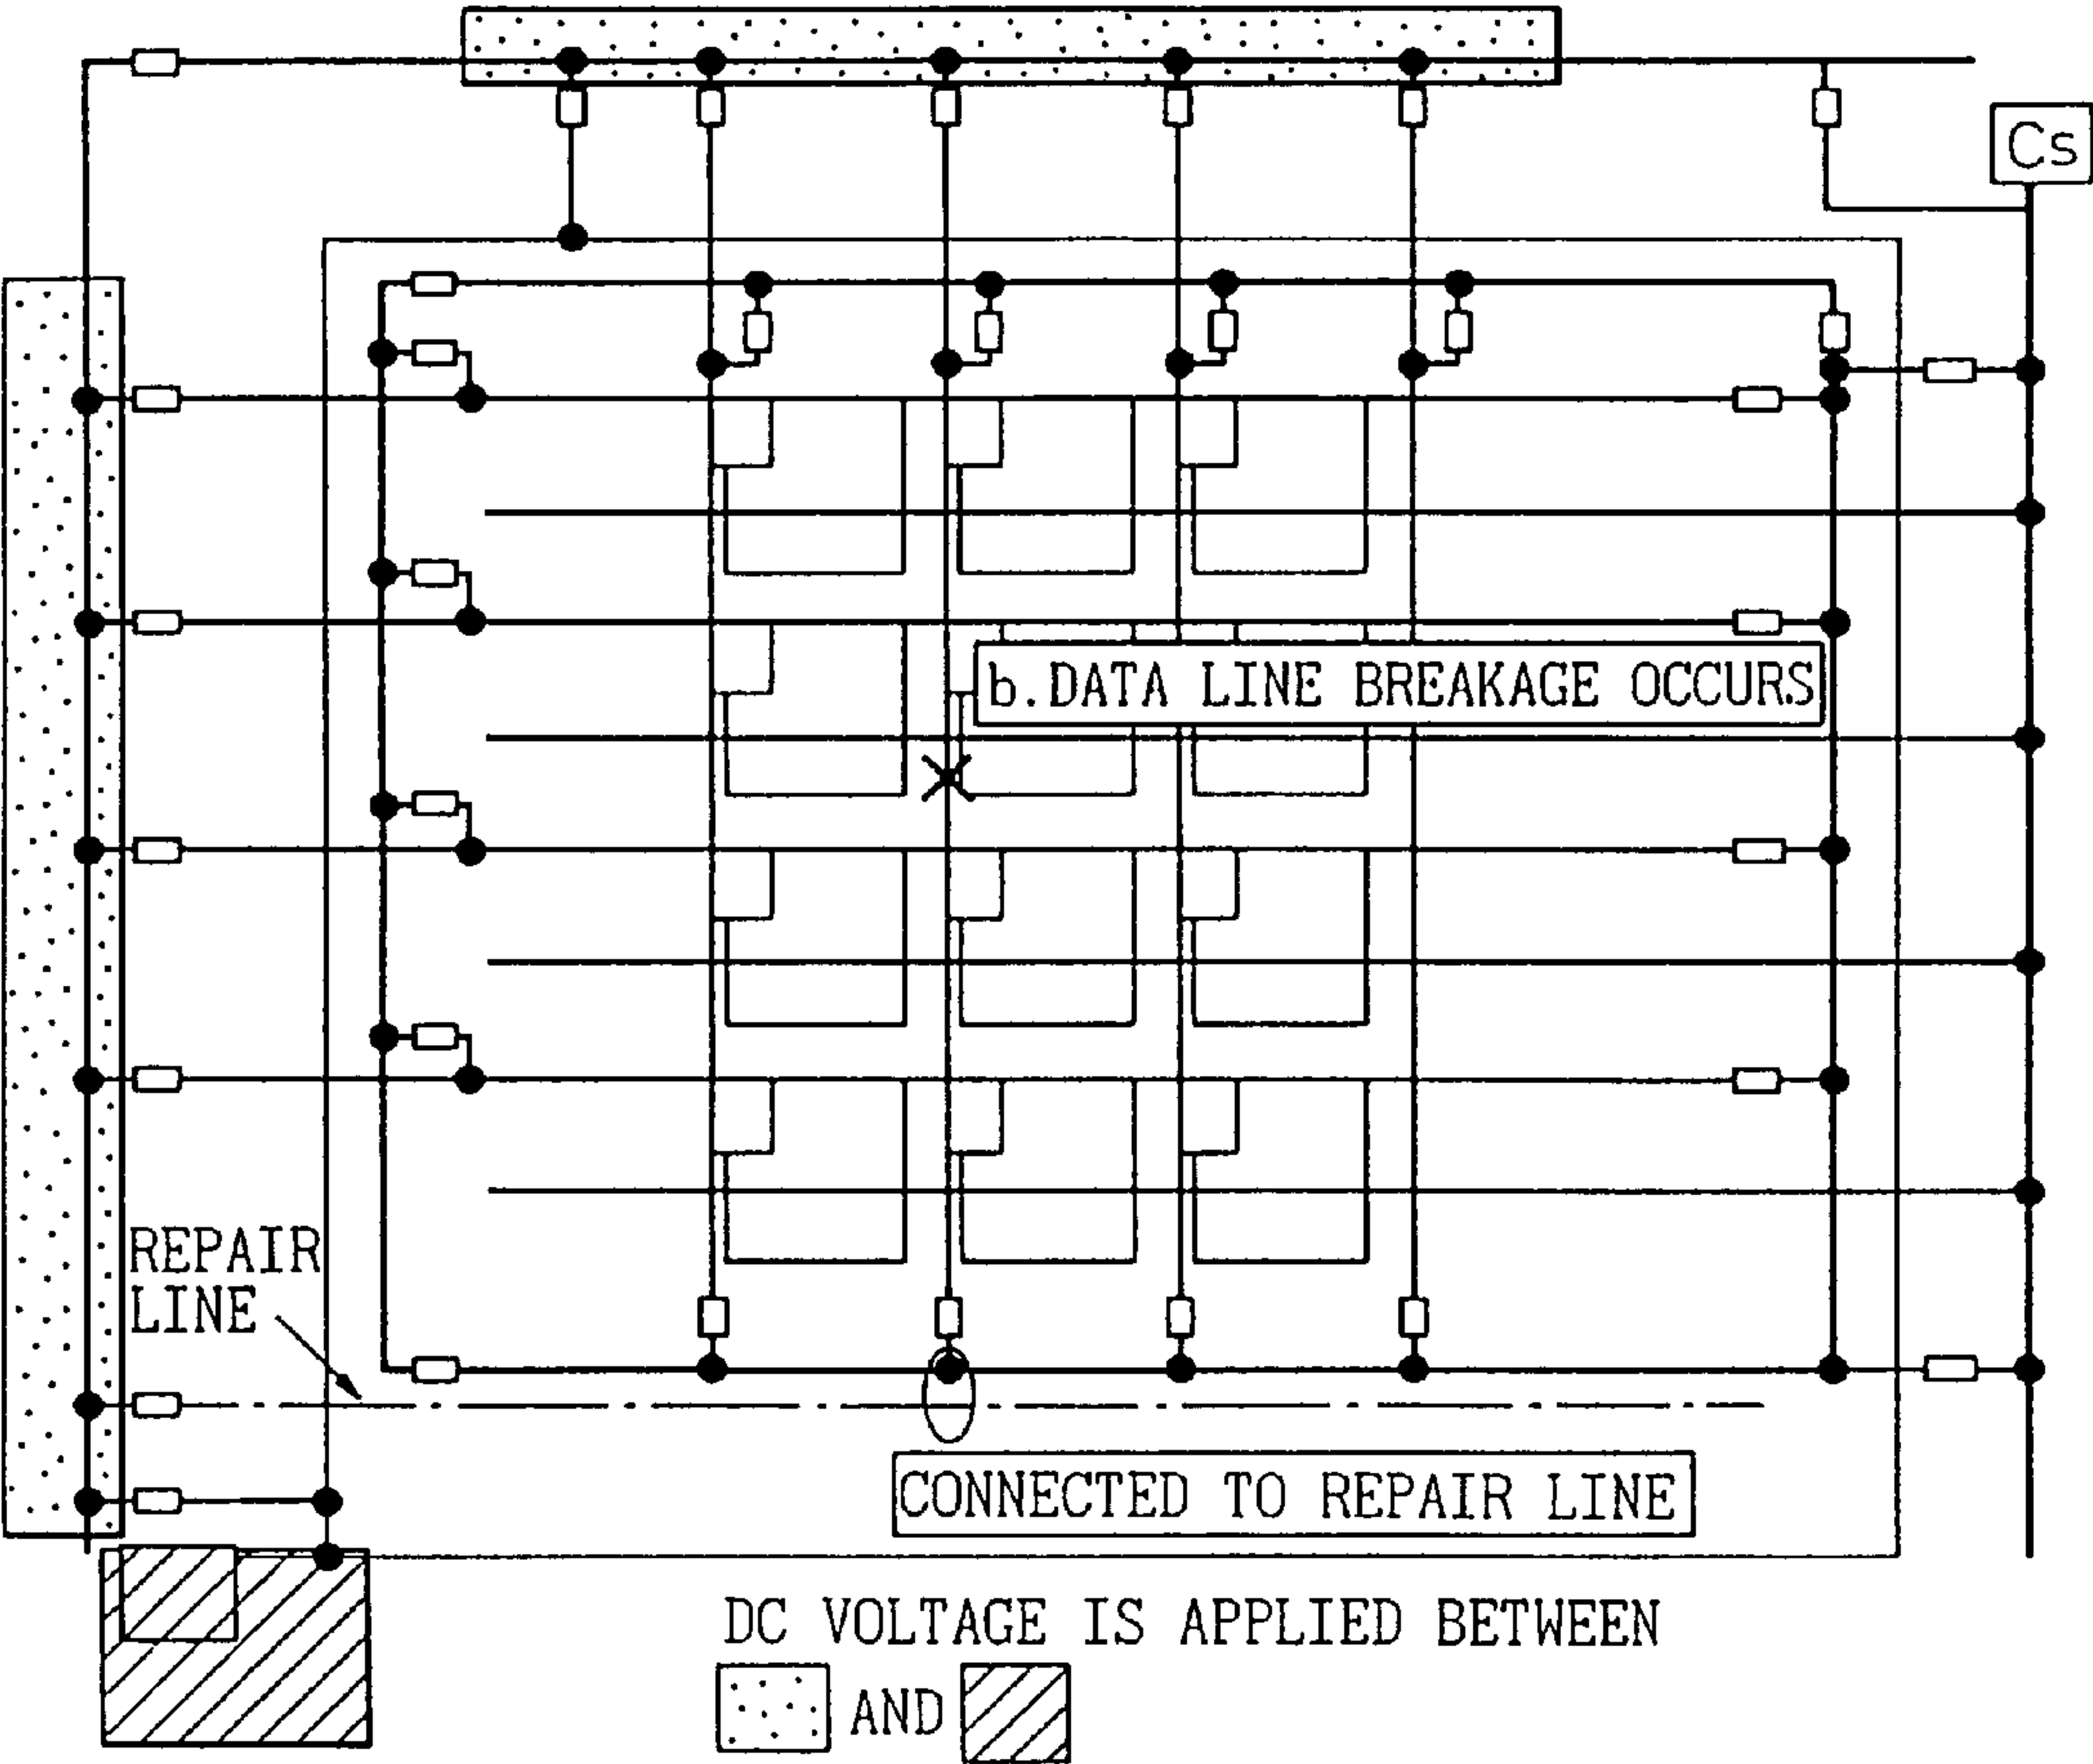 Cs
b. DATA LINE BREAKAGE OCCURS
REPAIR
LINE
CONNECTED TO REPAIR LINE
DC VOLTAGE IS APPLIED BETWEEN
AND